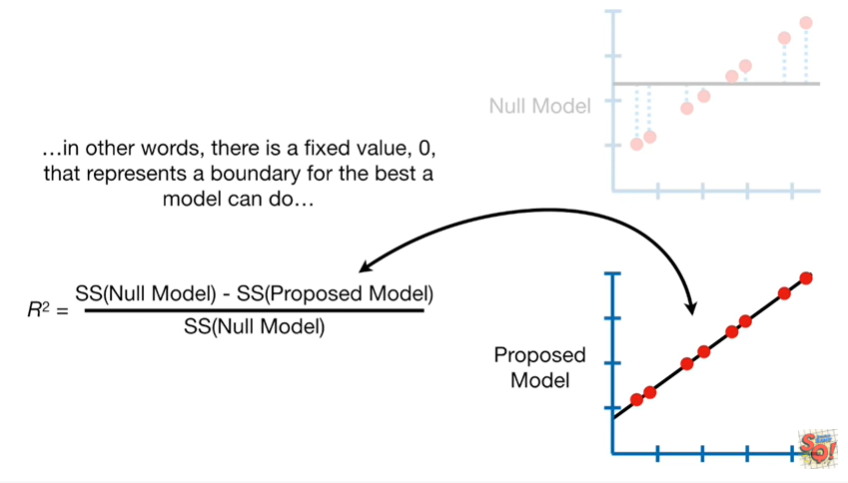 Null Model
…in other words, there is a fixed value, 0,
that represents a boundary for the best a
model can do…
R² = SS(Null Model) - SS(Proposed Model)
SS(Null Model)
Proposed
Model
SQ!